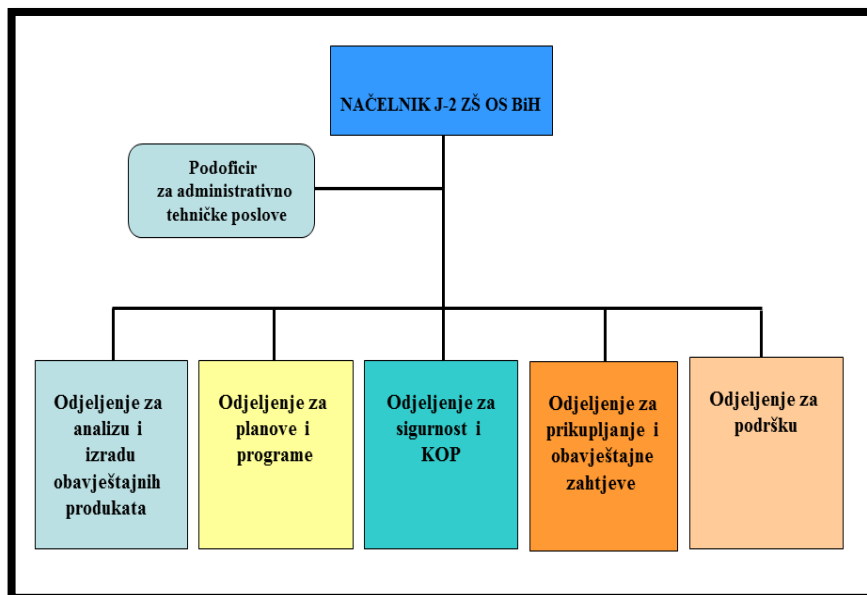 NAČELNIK J-2 ZŠ OS BiH
Podoficir
za administrativno
tehničke poslove
Odjeljenje za
analizu i
izradu
obavještajnih
produkata
Odjeljenje za
planove i
programe
Odjeljenje za
sigurnost i
KOP
Odjeljenje za
prikupljanje i
obavještajne
zahtjeve
Odjeljenje za
podršku